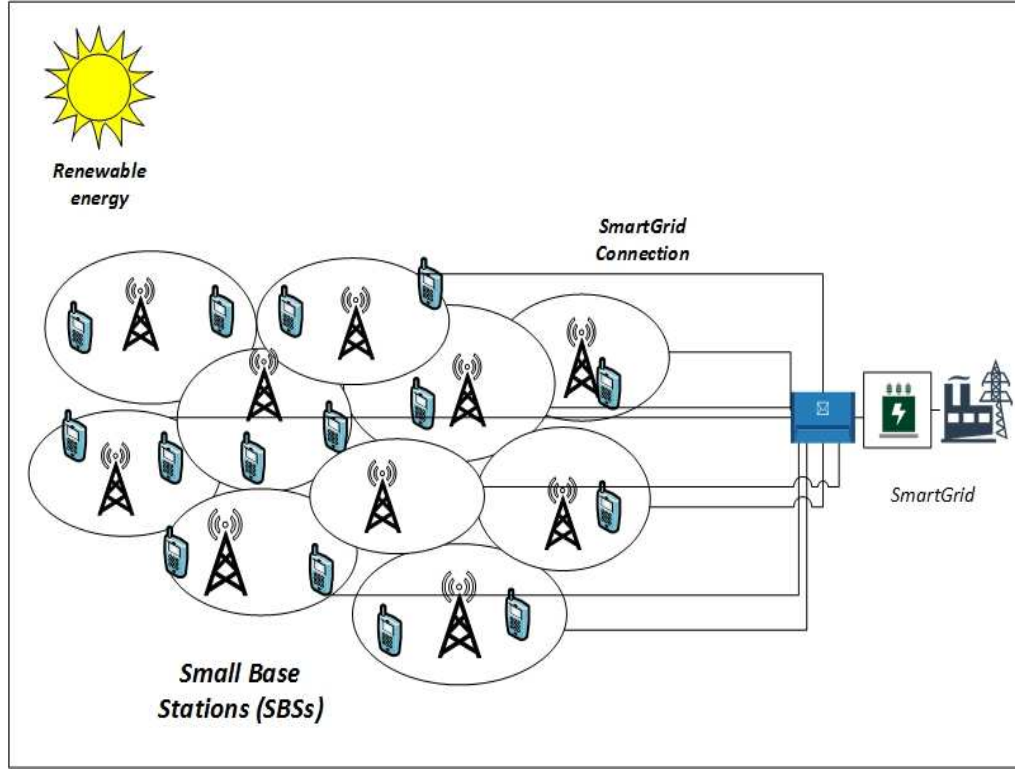 Renewable
energy
SmartGrid
Connection
SmartGrid
Small Base
Stations (SBSs)